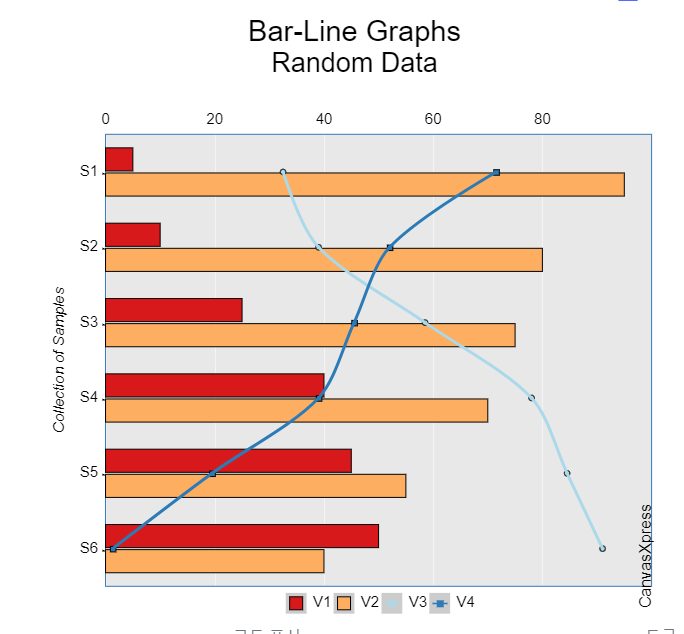 Bar-Line Graphs
Random Data
0 20 40 60 80
S1
S2
S3
S4
S5
S6
Collection of Samples
CanvasXpress
V1 V2 V3 V4